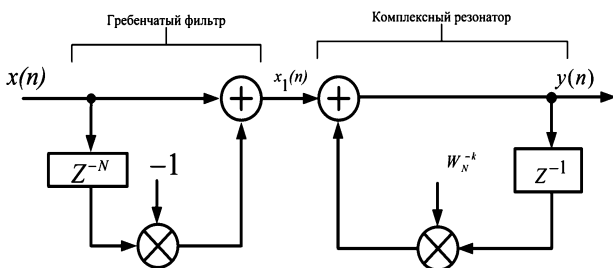 Гребенчатый фильтр
Комплексный резонатор
x(n)
x₁(n)
y(n)
+
+
Z⁻ᴺ
−1
W_N^{-k}
Z⁻¹